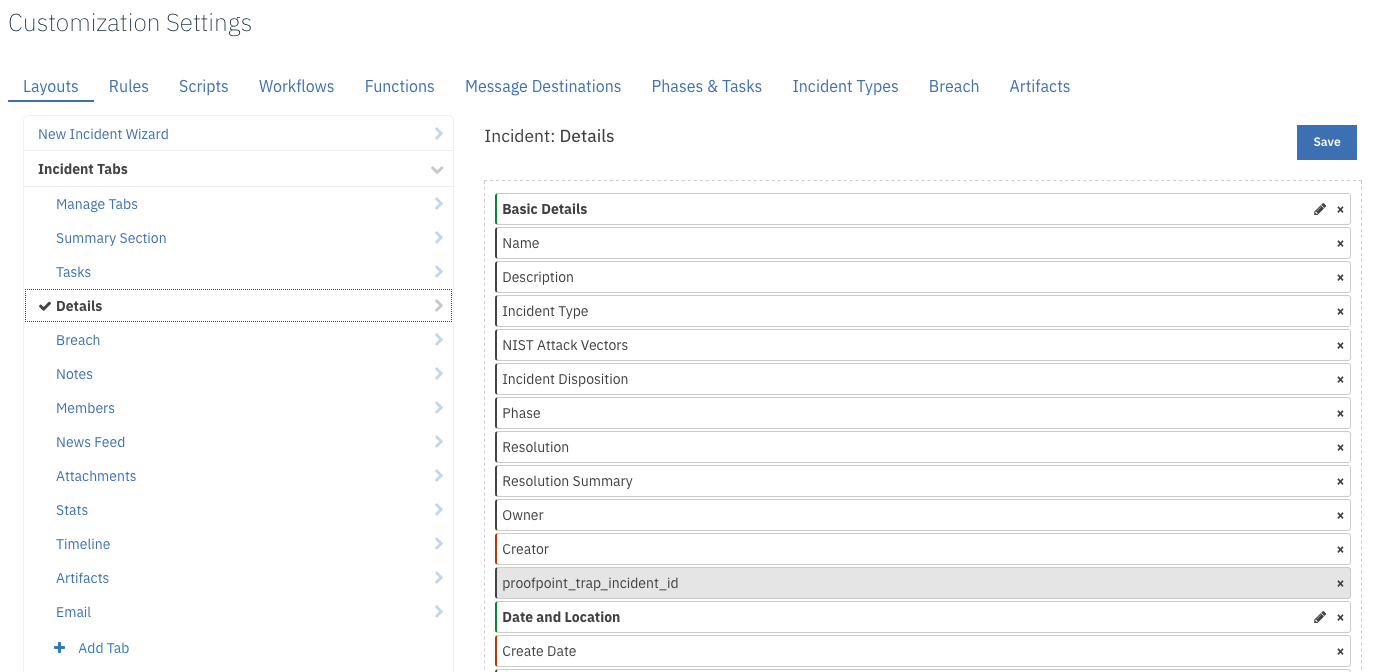 Customization Settings
Layouts Rules Scripts Workflows Functions Message Destinations Phases & Tasks Incident Types Breach Artifacts
New Incident Wizard
Incident Tabs
Manage Tabs
Summary Section
Tasks
Details
Breach
Notes
Members
News Feed
Attachments
Stats
Timeline
Artifacts
Email
Add Tab
Incident: Details
Save
Basic Details
Name
Description
Incident Type
NIST Attack Vectors
Incident Disposition
Phase
Resolution
Resolution Summary
Owner
Creator
proofpoint_trap_incident_id
Date and Location
Create Date